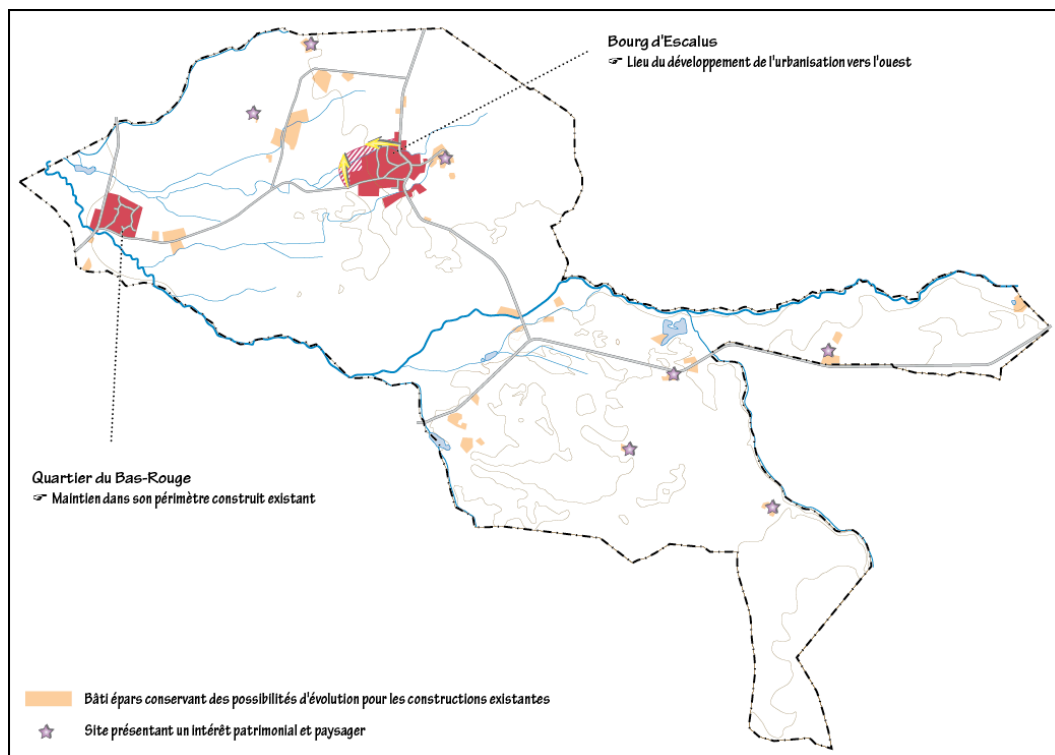 Bourg d'Escalus
☞ Lieu du développement de l'urbanisation vers l'ouest
Quartier du Bas-Rouge
☞ Maintien dans son périmètre construit existant
Bâti épars conservant des possibilités d'évolution pour les constructions existantes
Site présentant un intérêt patrimonial et paysager